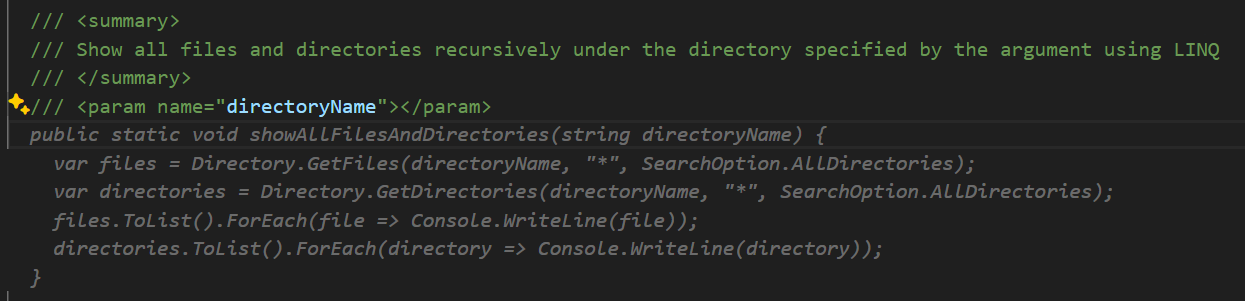 /// <summary>
/// Show all files and directories recursively under the directory specified by the argument using LINQ
/// </summary>
/// <param name="directoryName"></param>
public static void showAllFilesAndDirectories(string directoryName) {
  var files = Directory.GetFiles(directoryName, "*", SearchOption.AllDirectories);
  var directories = Directory.GetDirectories(directoryName, "*", SearchOption.AllDirectories);
  files.ToList().ForEach(file => Console.WriteLine(file));
  directories.ToList().ForEach(directory => Console.WriteLine(directory));
}